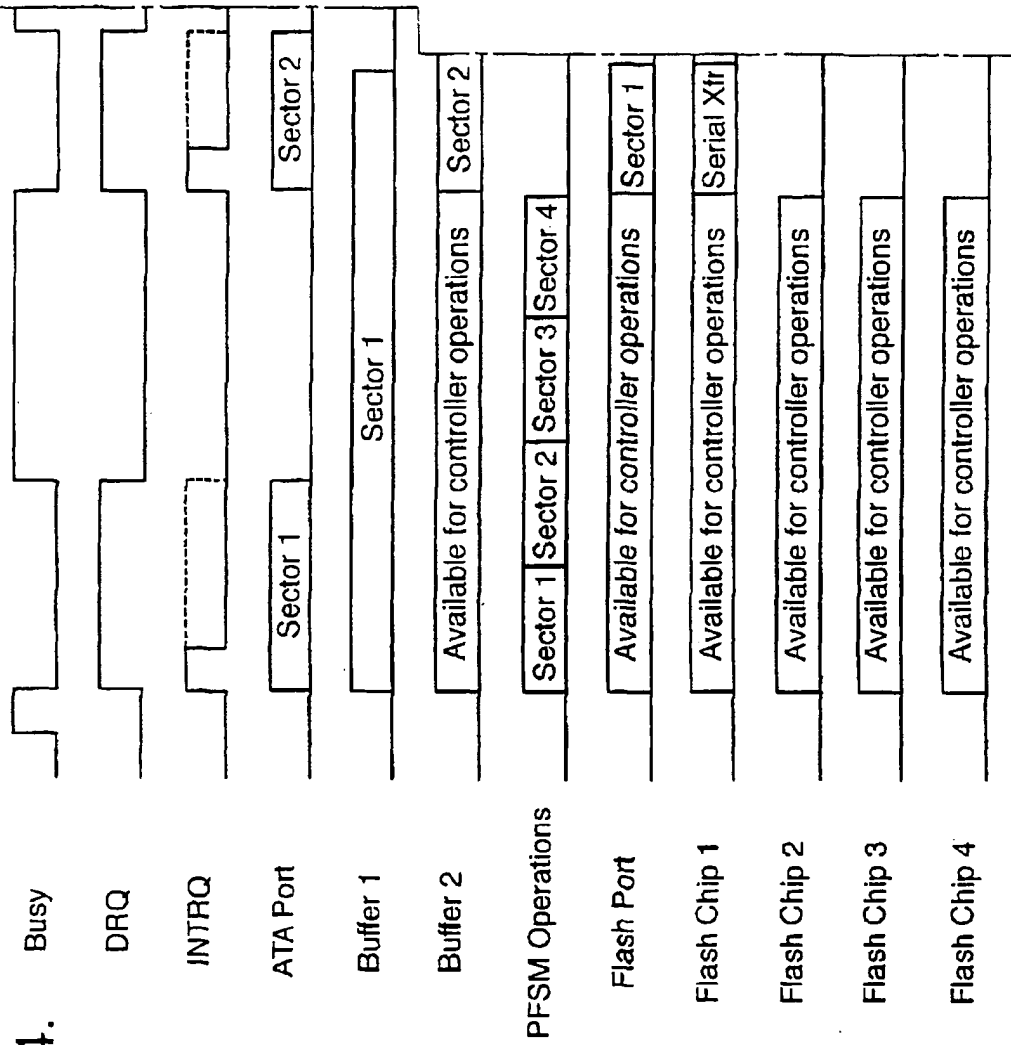 Busy
DRQ
INTRQ
ATA Port Sector 1 Sector 2
Buffer 1 Sector 1
Buffer 2 Available for controller operations Sector 2
PFSM Operations Sector 1 Sector 2 Sector 3 Sector 4
Flash Port Available for controller operations Sector 1
Flash Chip 1 Available for controller operations Serial Xfr
Flash Chip 2 Available for controller operations
Flash Chip 3 Available for controller operations
Flash Chip 4 Available for controller operations